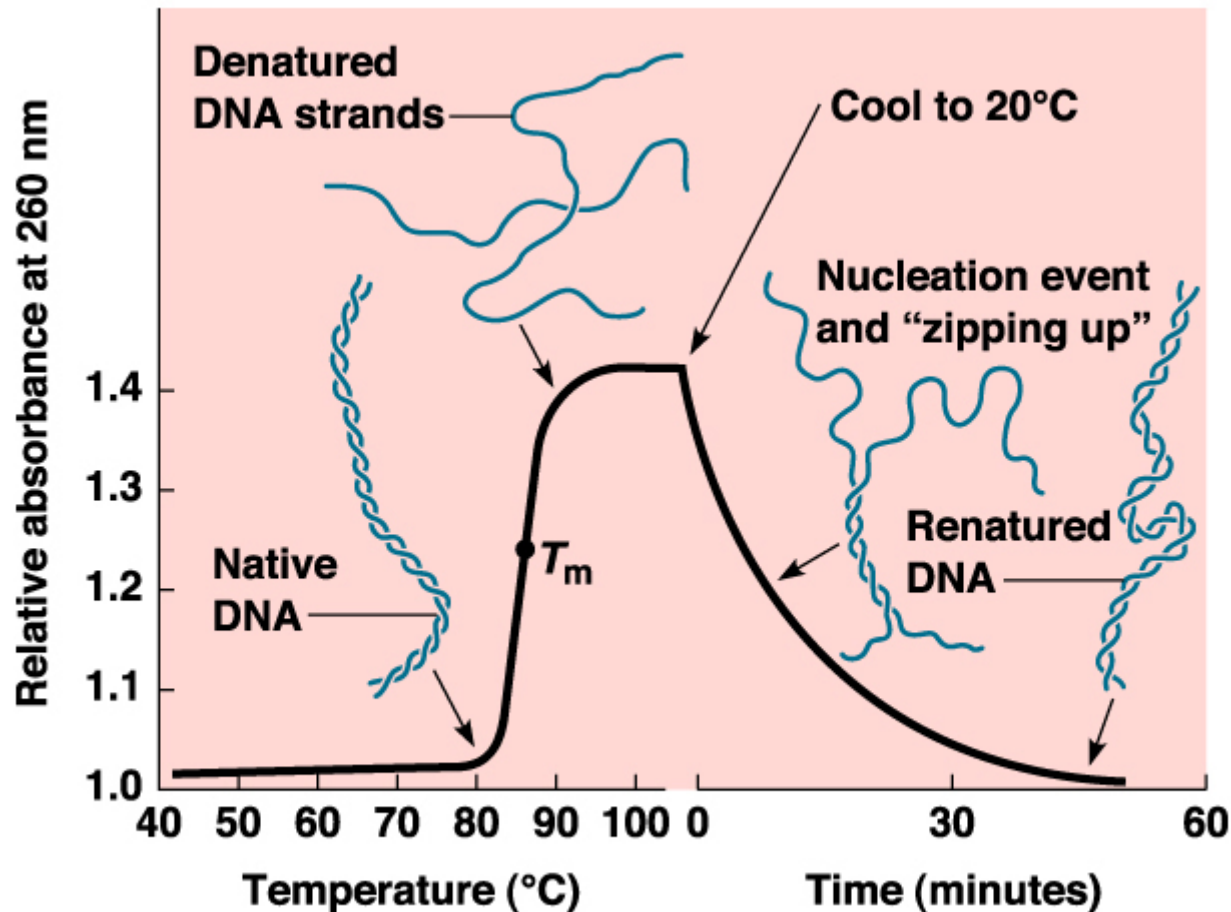 Relative absorbance at 260 nm
Denatured
DNA strands
Cool to 20°C
Nucleation event
and “zipping up”
1.4
1.3
1.2
1.1
1.0
Native
DNA
Tm
Renatured
DNA
40 50 60 70 80 90 100 0 30 60
Temperature (°C) Time (minutes)